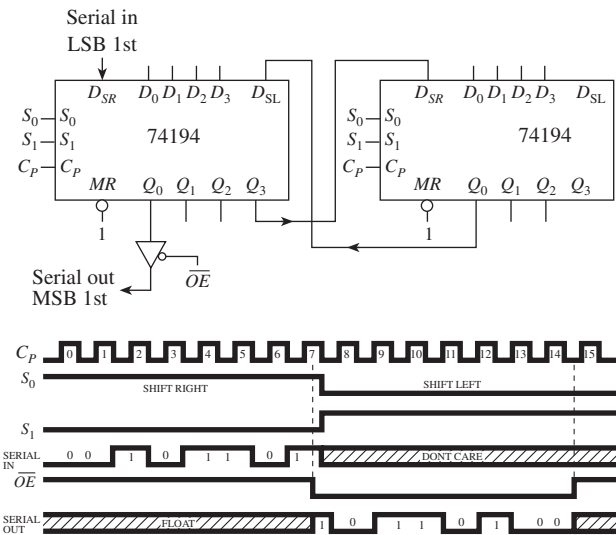 Serial in
LSB 1st
D_SR D_0 D_1 D_2 D_3 D_SL
S_0 S_0
S_1 S_1
C_P C_P
74194
MR Q_0 Q_1 Q_2 Q_3
1
D_SR D_0 D_1 D_2 D_3 D_SL
S_0 S_0
S_1 S_1
C_P C_P
74194
MR Q_0 Q_1 Q_2 Q_3
1
OE
Serial out
MSB 1st
C_P 0 1 2 3 4 5 6 7 8 9 10 11 12 13 14 15
S_0 SHIFT RIGHT SHIFT LEFT
S_1
SERIAL IN 0 0 1 0 1 1 0 1 DONT CARE
OE
SERIAL OUT FLOAT 1 0 1 1 0 1 0 0